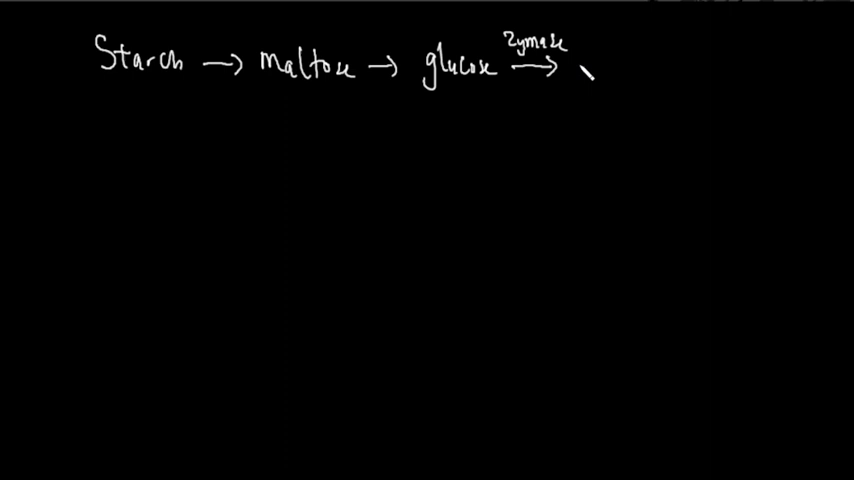 Starch → maltose → glucose zymase →